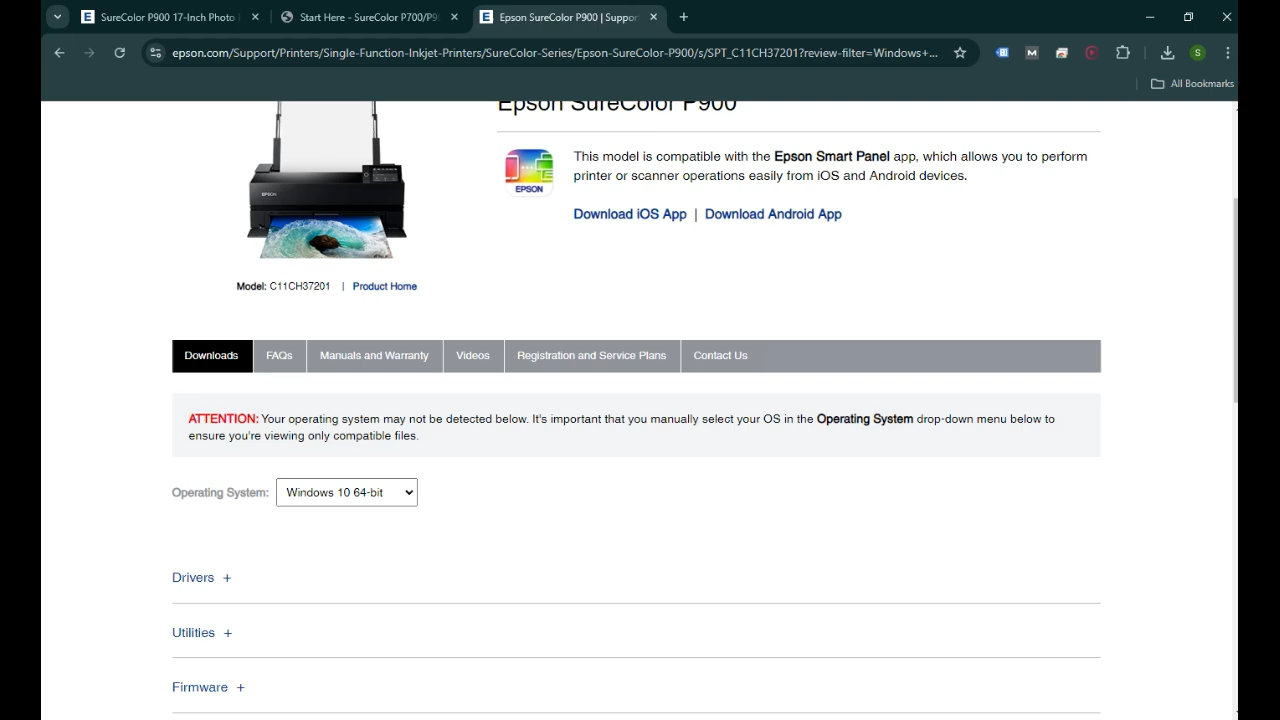 SureColor P900 17-Inch Photo
Start Here - SureColor P700/P9
Epson SureColor P900 | Suppor
epson.com/Support/Printers/Single-Function-Inkjet-Printers/SureColor-Series/Epson-SureColor-P900/s/SPT_C11CH37201?review-filter=Windows+...
M
S
All Bookmarks
Epson SureColor P900
EPSON
EPSON
This model is compatible with the Epson Smart Panel app, which allows you to perform
printer or scanner operations easily from iOS and Android devices.
Download iOS App | Download Android App
Model: C11CH37201 | Product Home
Downloads FAQs Manuals and Warranty Videos Registration and Service Plans Contact Us
ATTENTION: Your operating system may not be detected below. It's important that you manually select your OS in the Operating System drop-down menu below to
ensure you're viewing only compatible files.
Operating System: Windows 10 64-bit
Drivers +
Utilities +
Firmware +